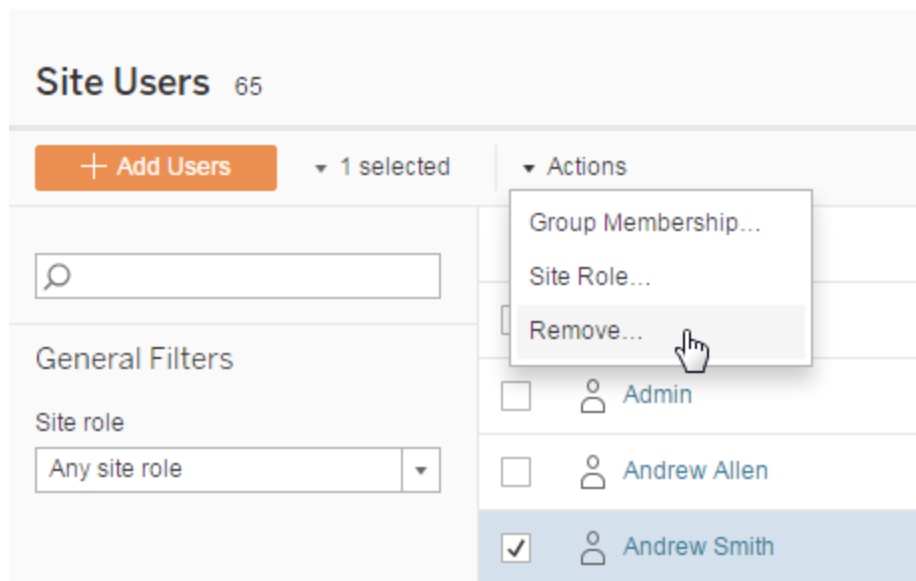 Site Users 65
+ Add Users
1 selected
Actions
Group Membership...
Site Role...
Remove...
General Filters
Site role
Any site role
Admin
Andrew Allen
Andrew Smith